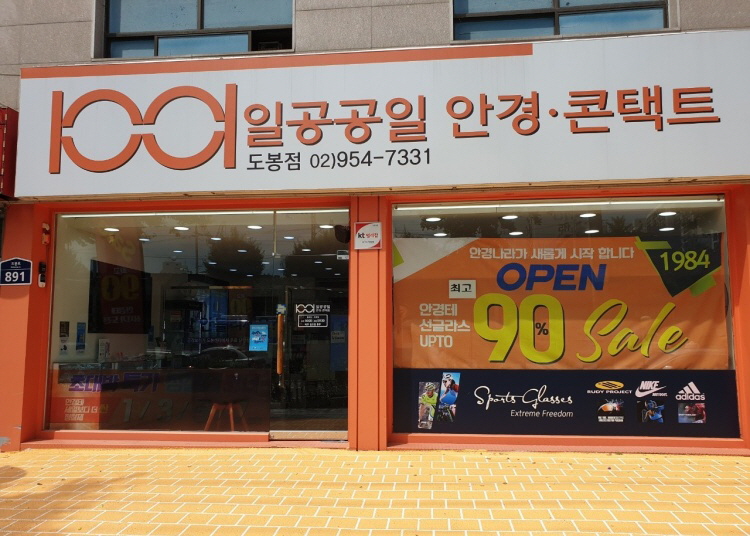 1001 일공공일 안경·콘택트
도봉점 02)954-7331
891
kt
안경나라가 새롭게 시작 합니다
1984
OPEN
최고
안경테
선글라스
UPTO
90% Sale
1001
Sports Glasses
Extreme Freedom
RUDY PROJECT
NIKE
adidas